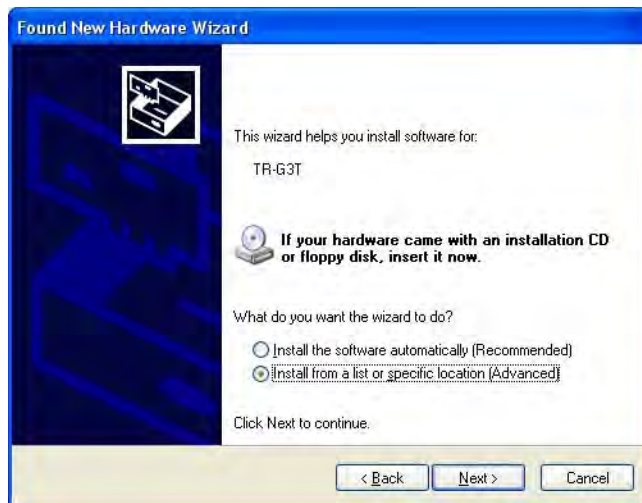 Found New Hardware Wizard
This wizard helps you install software for:
TR-G3T
If your hardware came with an installation CD
or floppy disk, insert it now.
What do you want the wizard to do?
Install the software automatically (Recommended)
Install from a list or specific location (Advanced)
Click Next to continue.
< Back Next > Cancel